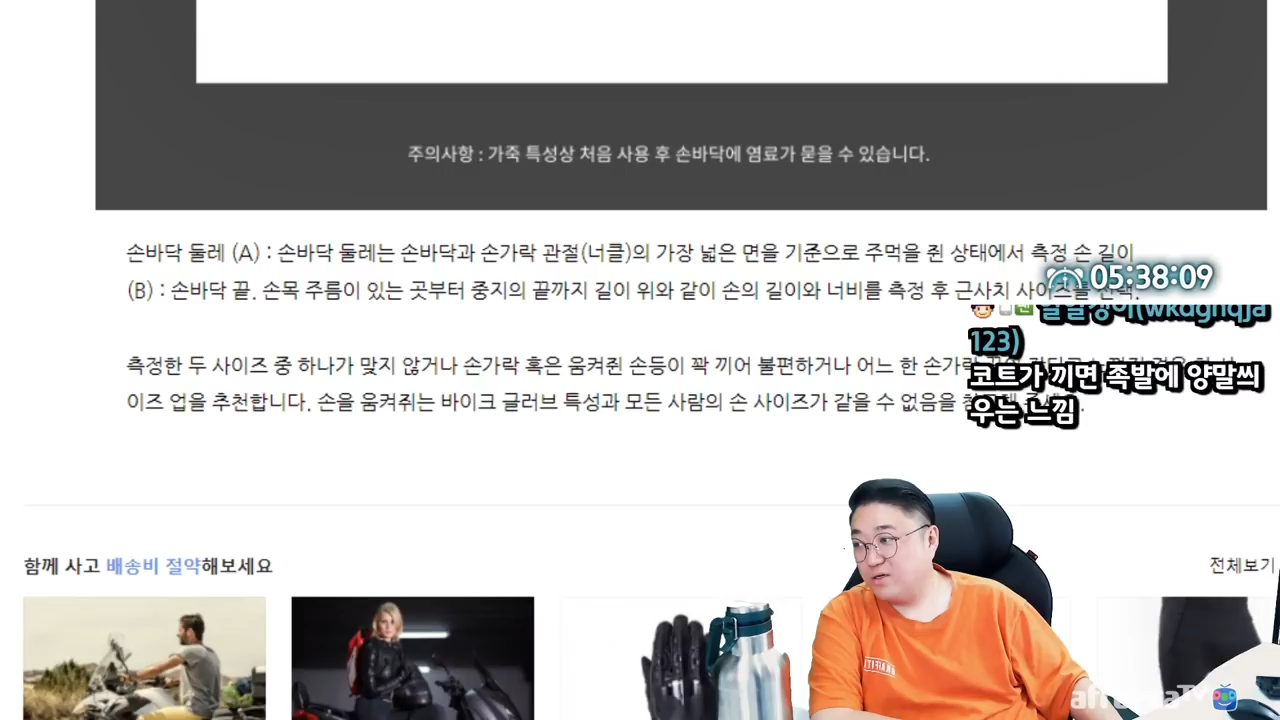 주의사항 : 가죽 특성상 처음 사용 후 손바닥에 염료가 묻을 수 있습니다.
손바닥 둘레 (A) : 손바닥 둘레는 손바닥과 손가락 관절(너클)의 가장 넓은 면을 기준으로 주먹을 쥔 상태에서 측정 손 길이
(B) : 손바닥 끝. 손목 주름이 있는 곳부터 중지의 끝까지 길이 위와 같이 손의 길이와 너비를 측정 후 근사치 사이즈를
05:38:09
123)
코트가 끼면 족발에 양말씌
우는 느낌
측정한 두 사이즈 중 하나가 맞지 않거나 손가락 혹은 움켜쥔 손등이 꽉 끼어 불편하거나 어느 한 손가락
이즈 업을 추천합니다. 손을 움켜쥐는 바이크 글러브 특성과 모든 사람의 손 사이즈가 같을 수 없음을
함께 사고 배송비 절약해보세요
전체보기